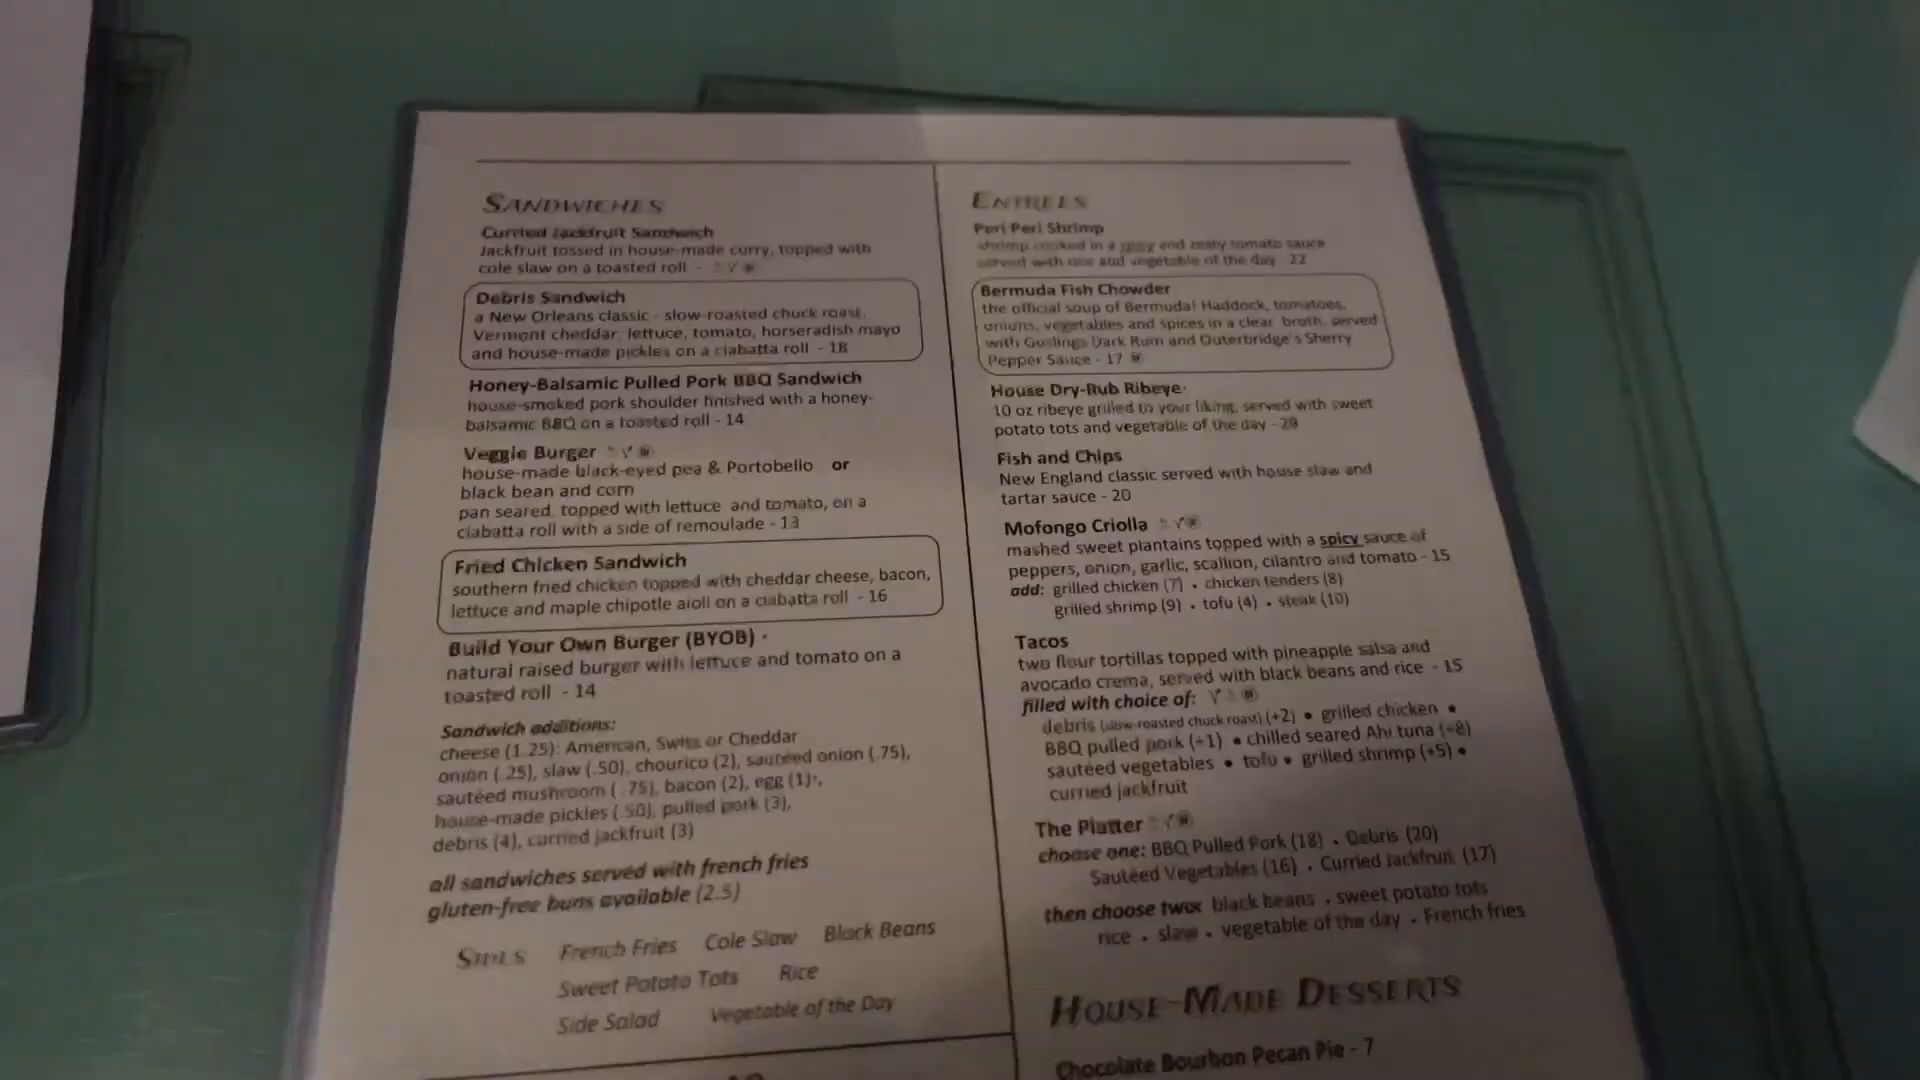 SANDWICHES
Curried Jackfruit Sandwich
Jackfruit tossed in house-made curry, topped with
cole slaw on a toasted roll -
Debris Sandwich
a New Orleans classic - slow-roasted chuck roast,
Vermont cheddar, lettuce, tomato, horseradish mayo
and house-made pickles on a ciabatta roll - 18
Honey-Balsamic Pulled Pork BBQ Sandwich
house-smoked pork shoulder finished with a honey-
balsamic BBQ on a toasted roll - 14
Veggie Burger
house-made black-eyed pea & Portobello or
black bean and corn
pan seared, topped with lettuce and tomato, on a
ciabatta roll with a side of remoulade - 13
Fried Chicken Sandwich
southern fried chicken topped with cheddar cheese, bacon,
lettuce and maple chipotle aioli on a ciabatta roll - 16
Build Your Own Burger (BYOB)
natural raised burger with lettuce and tomato on a
toasted roll - 14
Sandwich additions:
cheese (1.25): American, Swiss or Cheddar
onion (.25), slaw (.50), chourico (2), sautéed onion (.75),
sautéed mushroom (.75), bacon (2), egg (1)*,
house-made pickles (.50), pulled pork (3),
debris (4), curried jackfruit (3)
all sandwiches served with french fries
gluten-free buns available (2.5)
SIDES French Fries Cole Slaw Black Beans
Sweet Potato Tots Rice
Side Salad Vegetable of the Day
ENTREES
Peri Peri Shrimp
shrimp cooked in a spicy and zesty tomato sauce
served with rice and vegetable of the day - 22
Bermuda Fish Chowder
the official soup of Bermuda! Haddock, tomatoes,
onions, vegetables and spices in a clear broth, served
with Goslings Dark Rum and Outerbridge's Sherry
Pepper Sauce - 17
House Dry-Rub Ribeye*
10 oz ribeye grilled to your liking, served with sweet
potato tots and vegetable of the day -
Fish and Chips
New England classic served with house slaw and
tartar sauce - 20
Mofongo Criolla
mashed sweet plantains topped with a spicy sauce of
peppers, onion, garlic, scallion, cilantro and tomato - 15
add: grilled chicken (7) • chicken tenders (8)
grilled shrimp (9) • tofu (4) • steak (10)
Tacos
two flour tortillas topped with pineapple salsa and
avocado crema, served with black beans and rice - 15
filled with choice of:
debris (slow-roasted chuck roast) (+2) • grilled chicken •
BBQ pulled pork (+1) • chilled seared Ahi tuna (+8)
sautéed vegetables • tofu • grilled shrimp (+5) •
curried jackfruit
The Platter
choose one: BBQ Pulled Pork (18) • Debris (20)
Sautéed Vegetables (16) • Curried Jackfruit (17)
then choose two: black beans • sweet potato tots
rice • slaw • vegetable of the day • French fries
HOUSE-MADE DESSERTS
Chocolate Bourbon Pecan Pie - 7